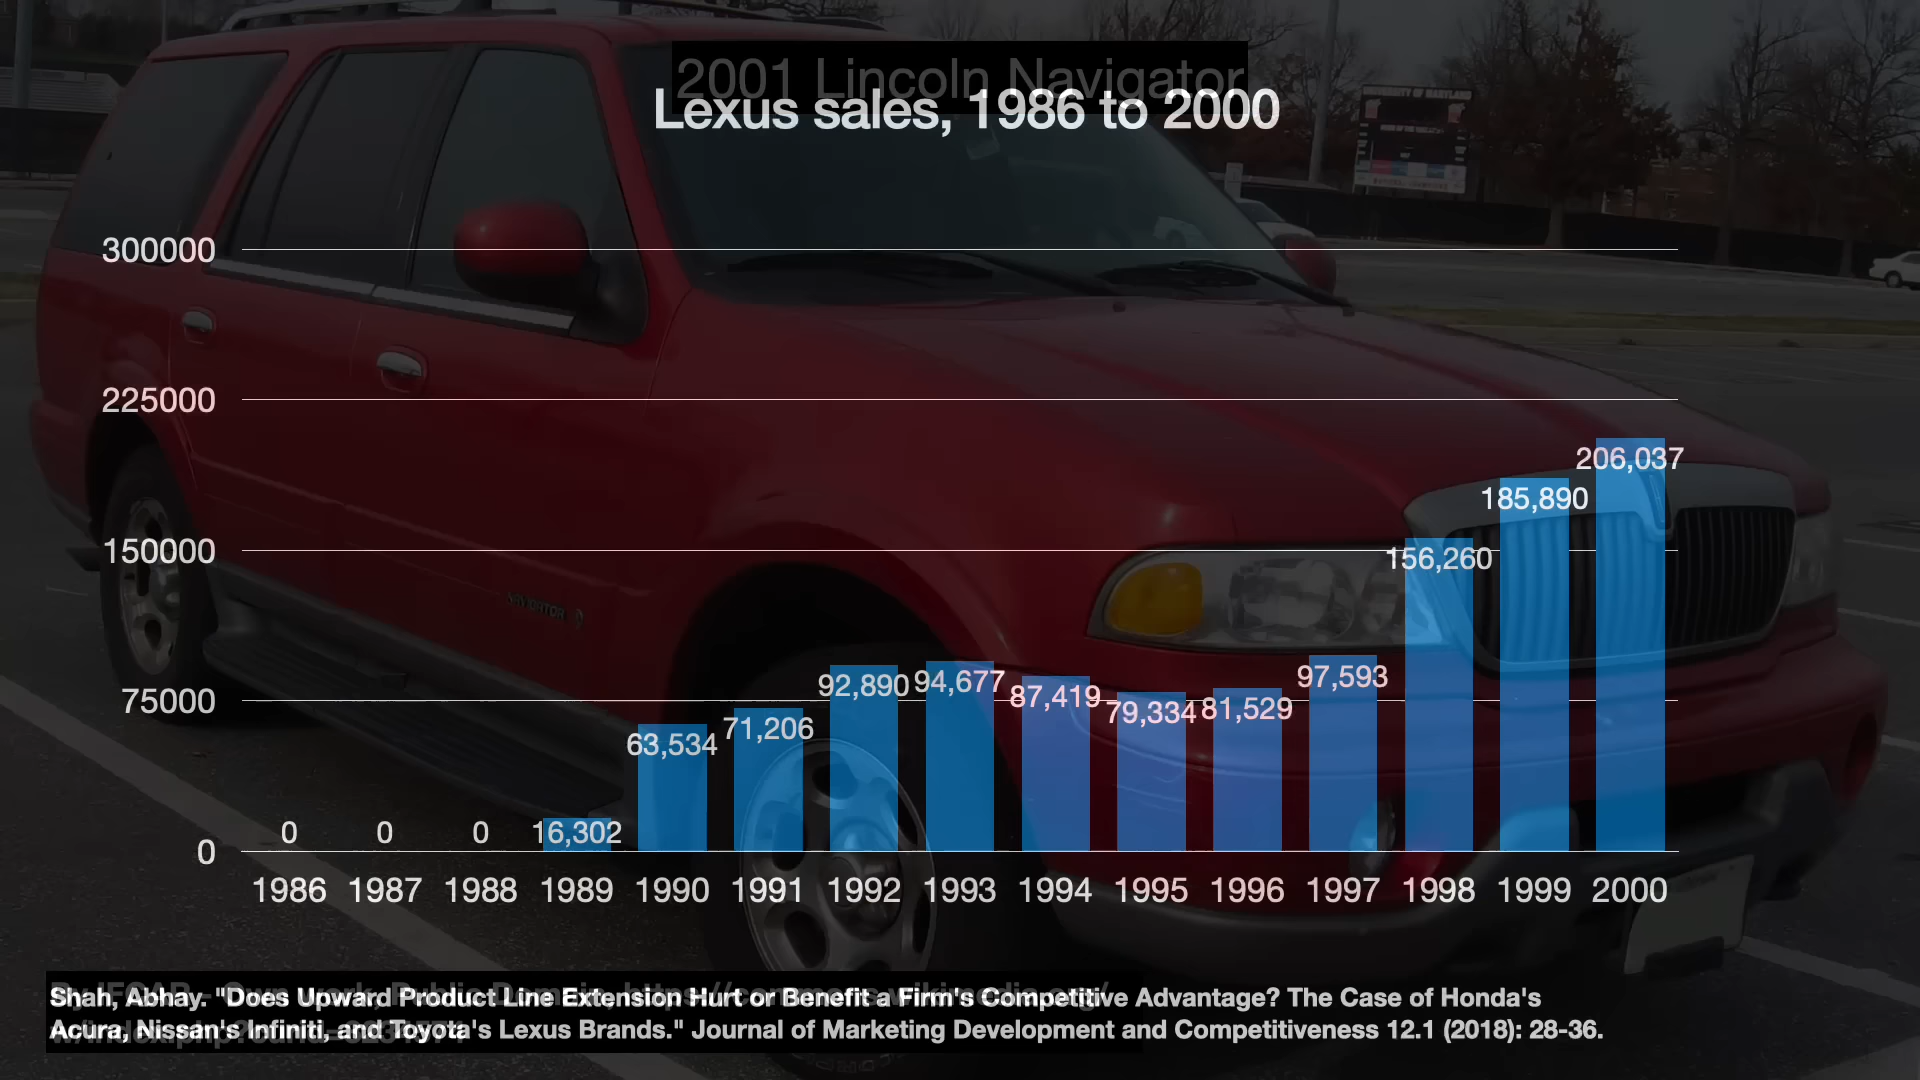 2001 Lincoln Navigator
Lexus sales, 1986 to 2000
UNIVERSITY OF MARYLAND
300000
225000
150000
75000
0
0 0 0 16,302 63,534 71,206 92,890 94,677 87,419 79,334 81,529 97,593 156,260 185,890 206,037
1986 1987 1988 1989 1990 1991 1992 1993 1994 1995 1996 1997 1998 1999 2000
NAVIGATOR
Shah, Abhay. "Does Upward Product Line Extension Hurt or Benefit a Firm's Competitive Advantage? The Case of Honda's
Acura, Nissan's Infiniti, and Toyota's Lexus Brands." Journal of Marketing Development and Competitiveness 12.1 (2018): 28-36.